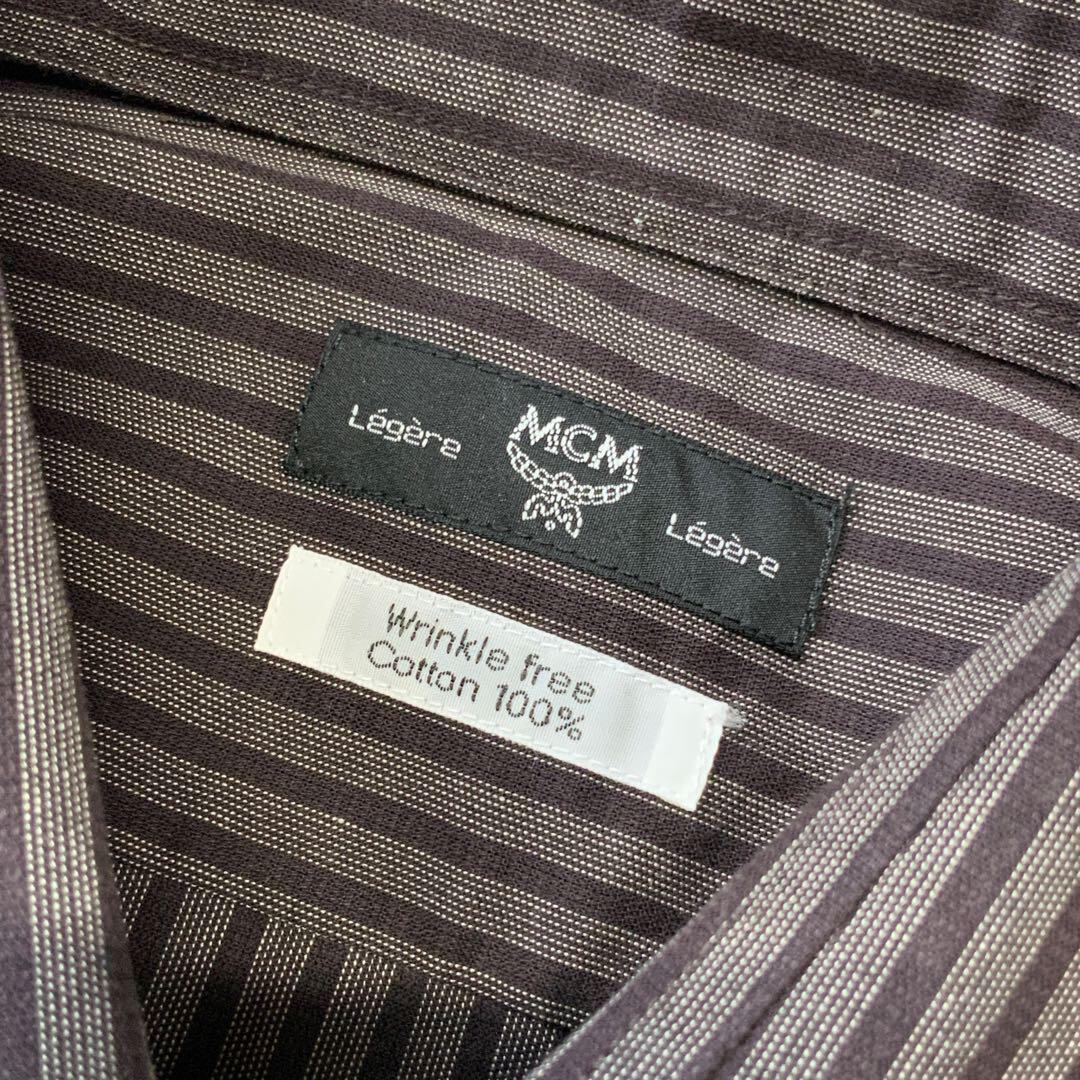 Légère MCM Légère
Wrinkle free
Cotton 100%